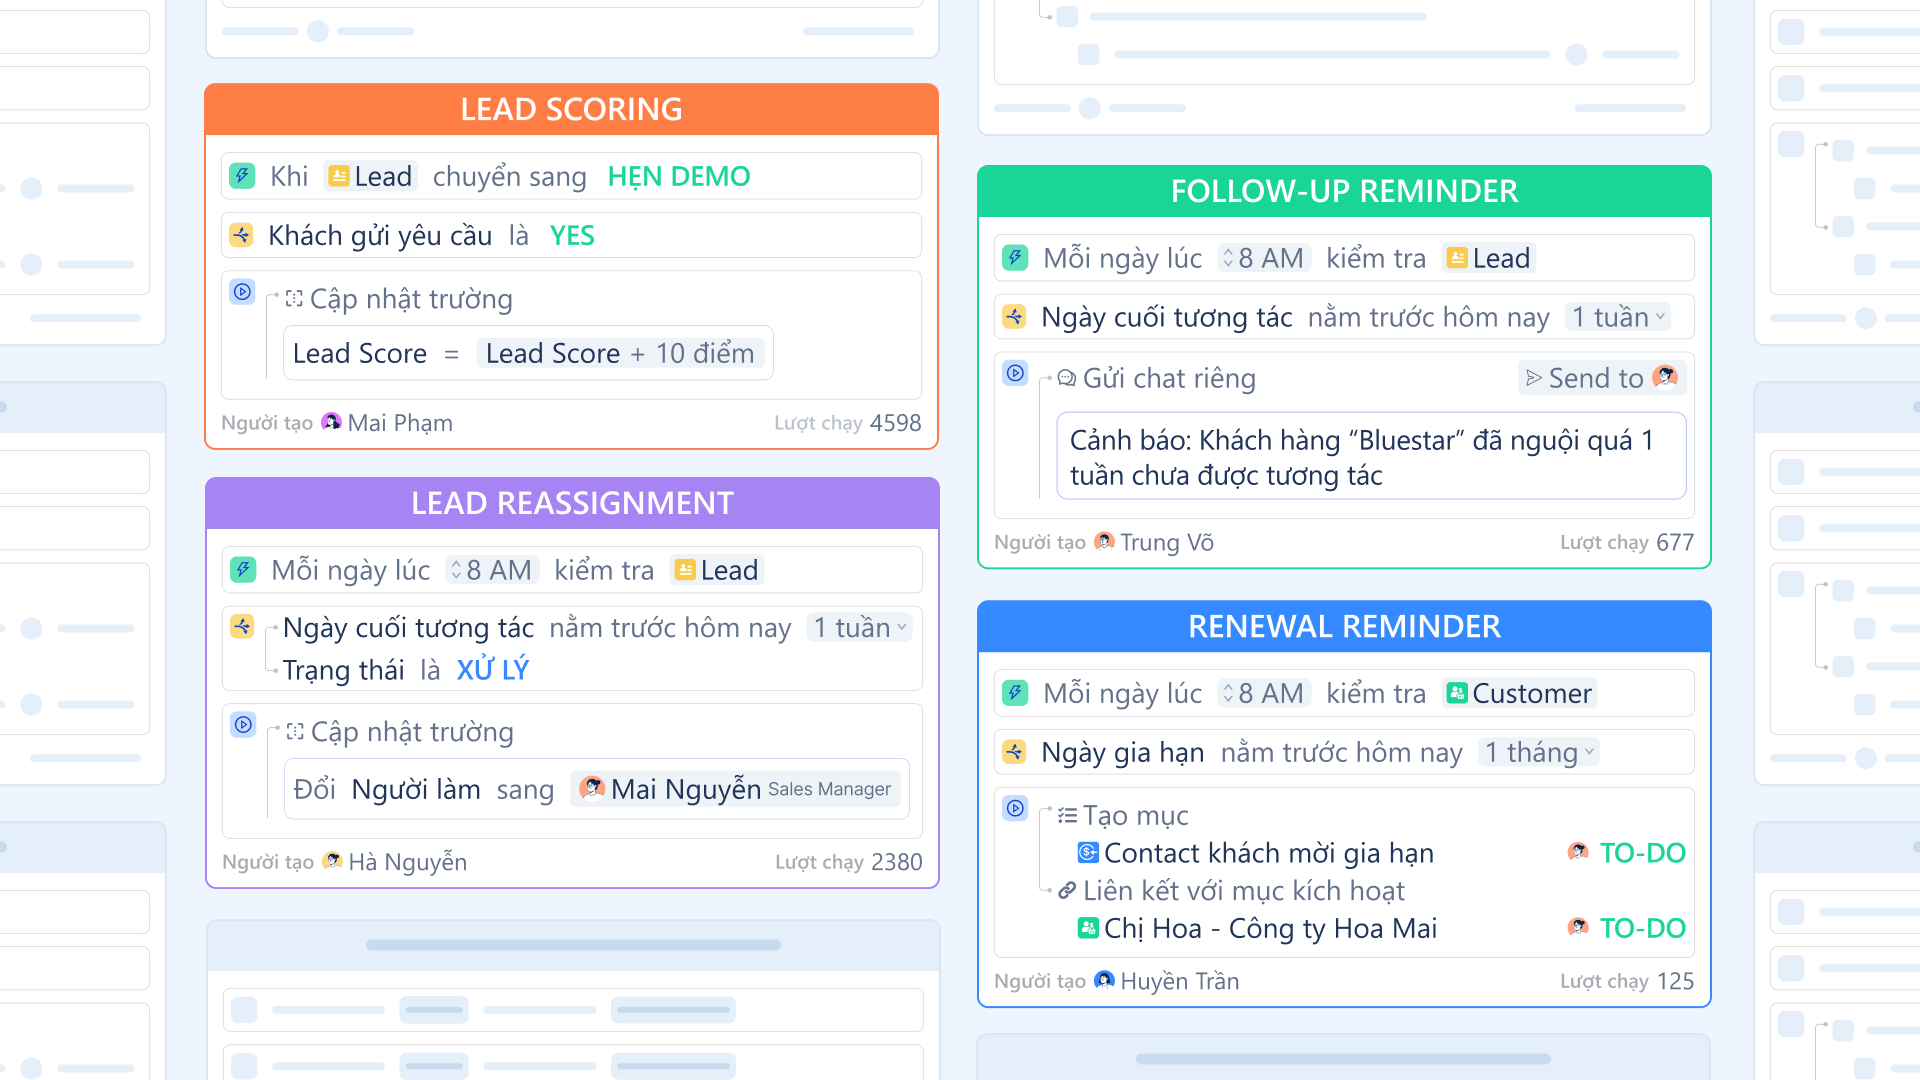 LEAD SCORING
Khi Lead chuyển sang HẸN DEMO
Khách gửi yêu cầu là YES
Cập nhật trường
Lead Score = Lead Score + 10 điểm
Người tạo Mai Phạm Lượt chạy 4598
LEAD REASSIGNMENT
Mỗi ngày lúc 8 AM kiểm tra Lead
Ngày cuối tương tác nằm trước hôm nay 1 tuần
Trạng thái là XỬ LÝ
Cập nhật trường
Đổi Người làm sang Mai Nguyễn Sales Manager
Người tạo Hà Nguyễn Lượt chạy 2380
FOLLOW-UP REMINDER
Mỗi ngày lúc 8 AM kiểm tra Lead
Ngày cuối tương tác nằm trước hôm nay 1 tuần
Gửi chat riêng Send to
Cảnh báo: Khách hàng “Bluestar” đã nguội quá 1
tuần chưa được tương tác
Người tạo Trung Võ Lượt chạy 677
RENEWAL REMINDER
Mỗi ngày lúc 8 AM kiểm tra Customer
Ngày gia hạn nằm trước hôm nay 1 tháng
Tạo mục
Contact khách mời gia hạn TO-DO
Liên kết với mục kích hoạt
Chị Hoa - Công ty Hoa Mai TO-DO
Người tạo Huyền Trần Lượt chạy 125